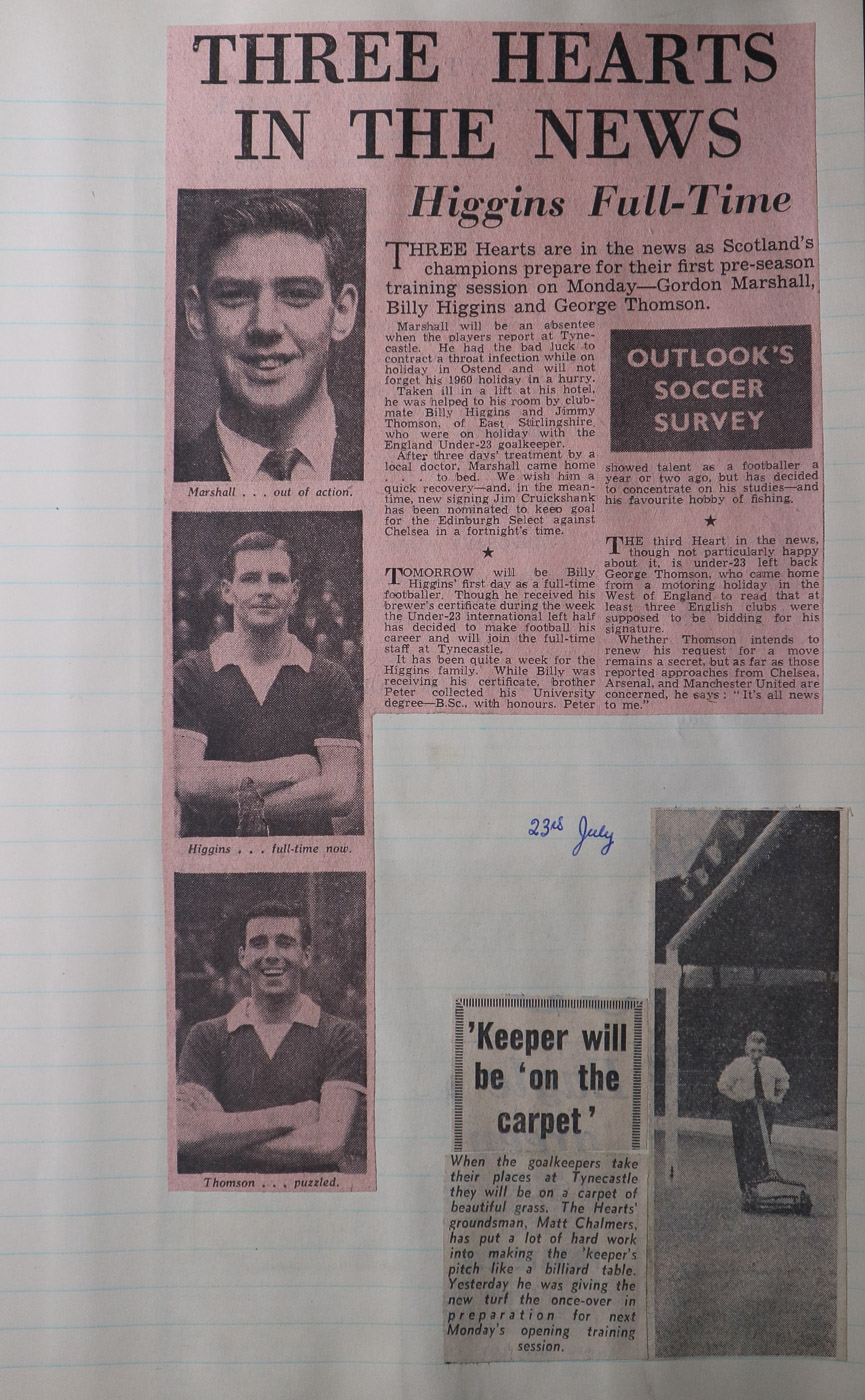 THREE HEARTS
IN THE NEWS
Higgins Full-Time
THREE Hearts are in the news as Scotland's
champions prepare for their first pre-season
training session on Monday—Gordon Marshall,
Billy Higgins and George Thomson.
Marshall will be an absentee
when the players report at Tyne-
castle. He had the bad luck to
contract a throat infection while on
holiday in Ostend and will not
forget his 1960 holiday in a hurry.
Taken ill in a lift at his hotel,
he was helped to his room by club-
mate Billy Higgins and Jimmy
Thomson, of East Stirlingshire,
who were on holiday with the
England Under-23 goalkeeper.
After three days' treatment by a
local doctor, Marshall came home
. . . to bed. We wish him a
quick recovery—and, in the mean-
time, new signing Jim Cruickshank
has been nominated to keep goal
for the Edinburgh Select against
Chelsea in a fortnight's time.
★
TOMORROW will be Billy
Higgins' first day as a full-time
footballer. Though he received his
brewer's certificate during the week
the Under-23 international left half
has decided to make football his
career and will join the full-time
staff at Tynecastle.
It has been quite a week for the
Higgins family. While Billy was
receiving his certificate, brother
Peter collected his University
degree—B.Sc., with honours. Peter
OUTLOOK'S
SOCCER
SURVEY
showed talent as a footballer a
year or two ago, but has decided
to concentrate on his studies—and
his favourite hobby of fishing.
★
THE third Heart in the news,
though not particularly happy
about it, is under-23 left back
George Thomson, who came home
from a motoring holiday in the
West of England to read that at
least three English clubs were
supposed to be bidding for his
signature.
Whether Thomson intends to
renew his request for a move
remains a secret, but as far as those
reported approaches from Chelsea,
Arsenal, and Manchester United are
concerned, he says: "It's all news
to me."
Marshall . . . out of action.
Higgins . . . full-time now.
Thomson . . . puzzled.
23rd July
'Keeper will
be 'on the
carpet'
When the goalkeepers take
their places at Tynecastle
they will be on a carpet of
beautiful grass. The Hearts'
groundsman, Matt Chalmers,
has put a lot of hard work
into making the 'keeper's
pitch like a billiard table.
Yesterday he was giving the
new turf the once-over in
preparation for next
Monday's opening training
session.